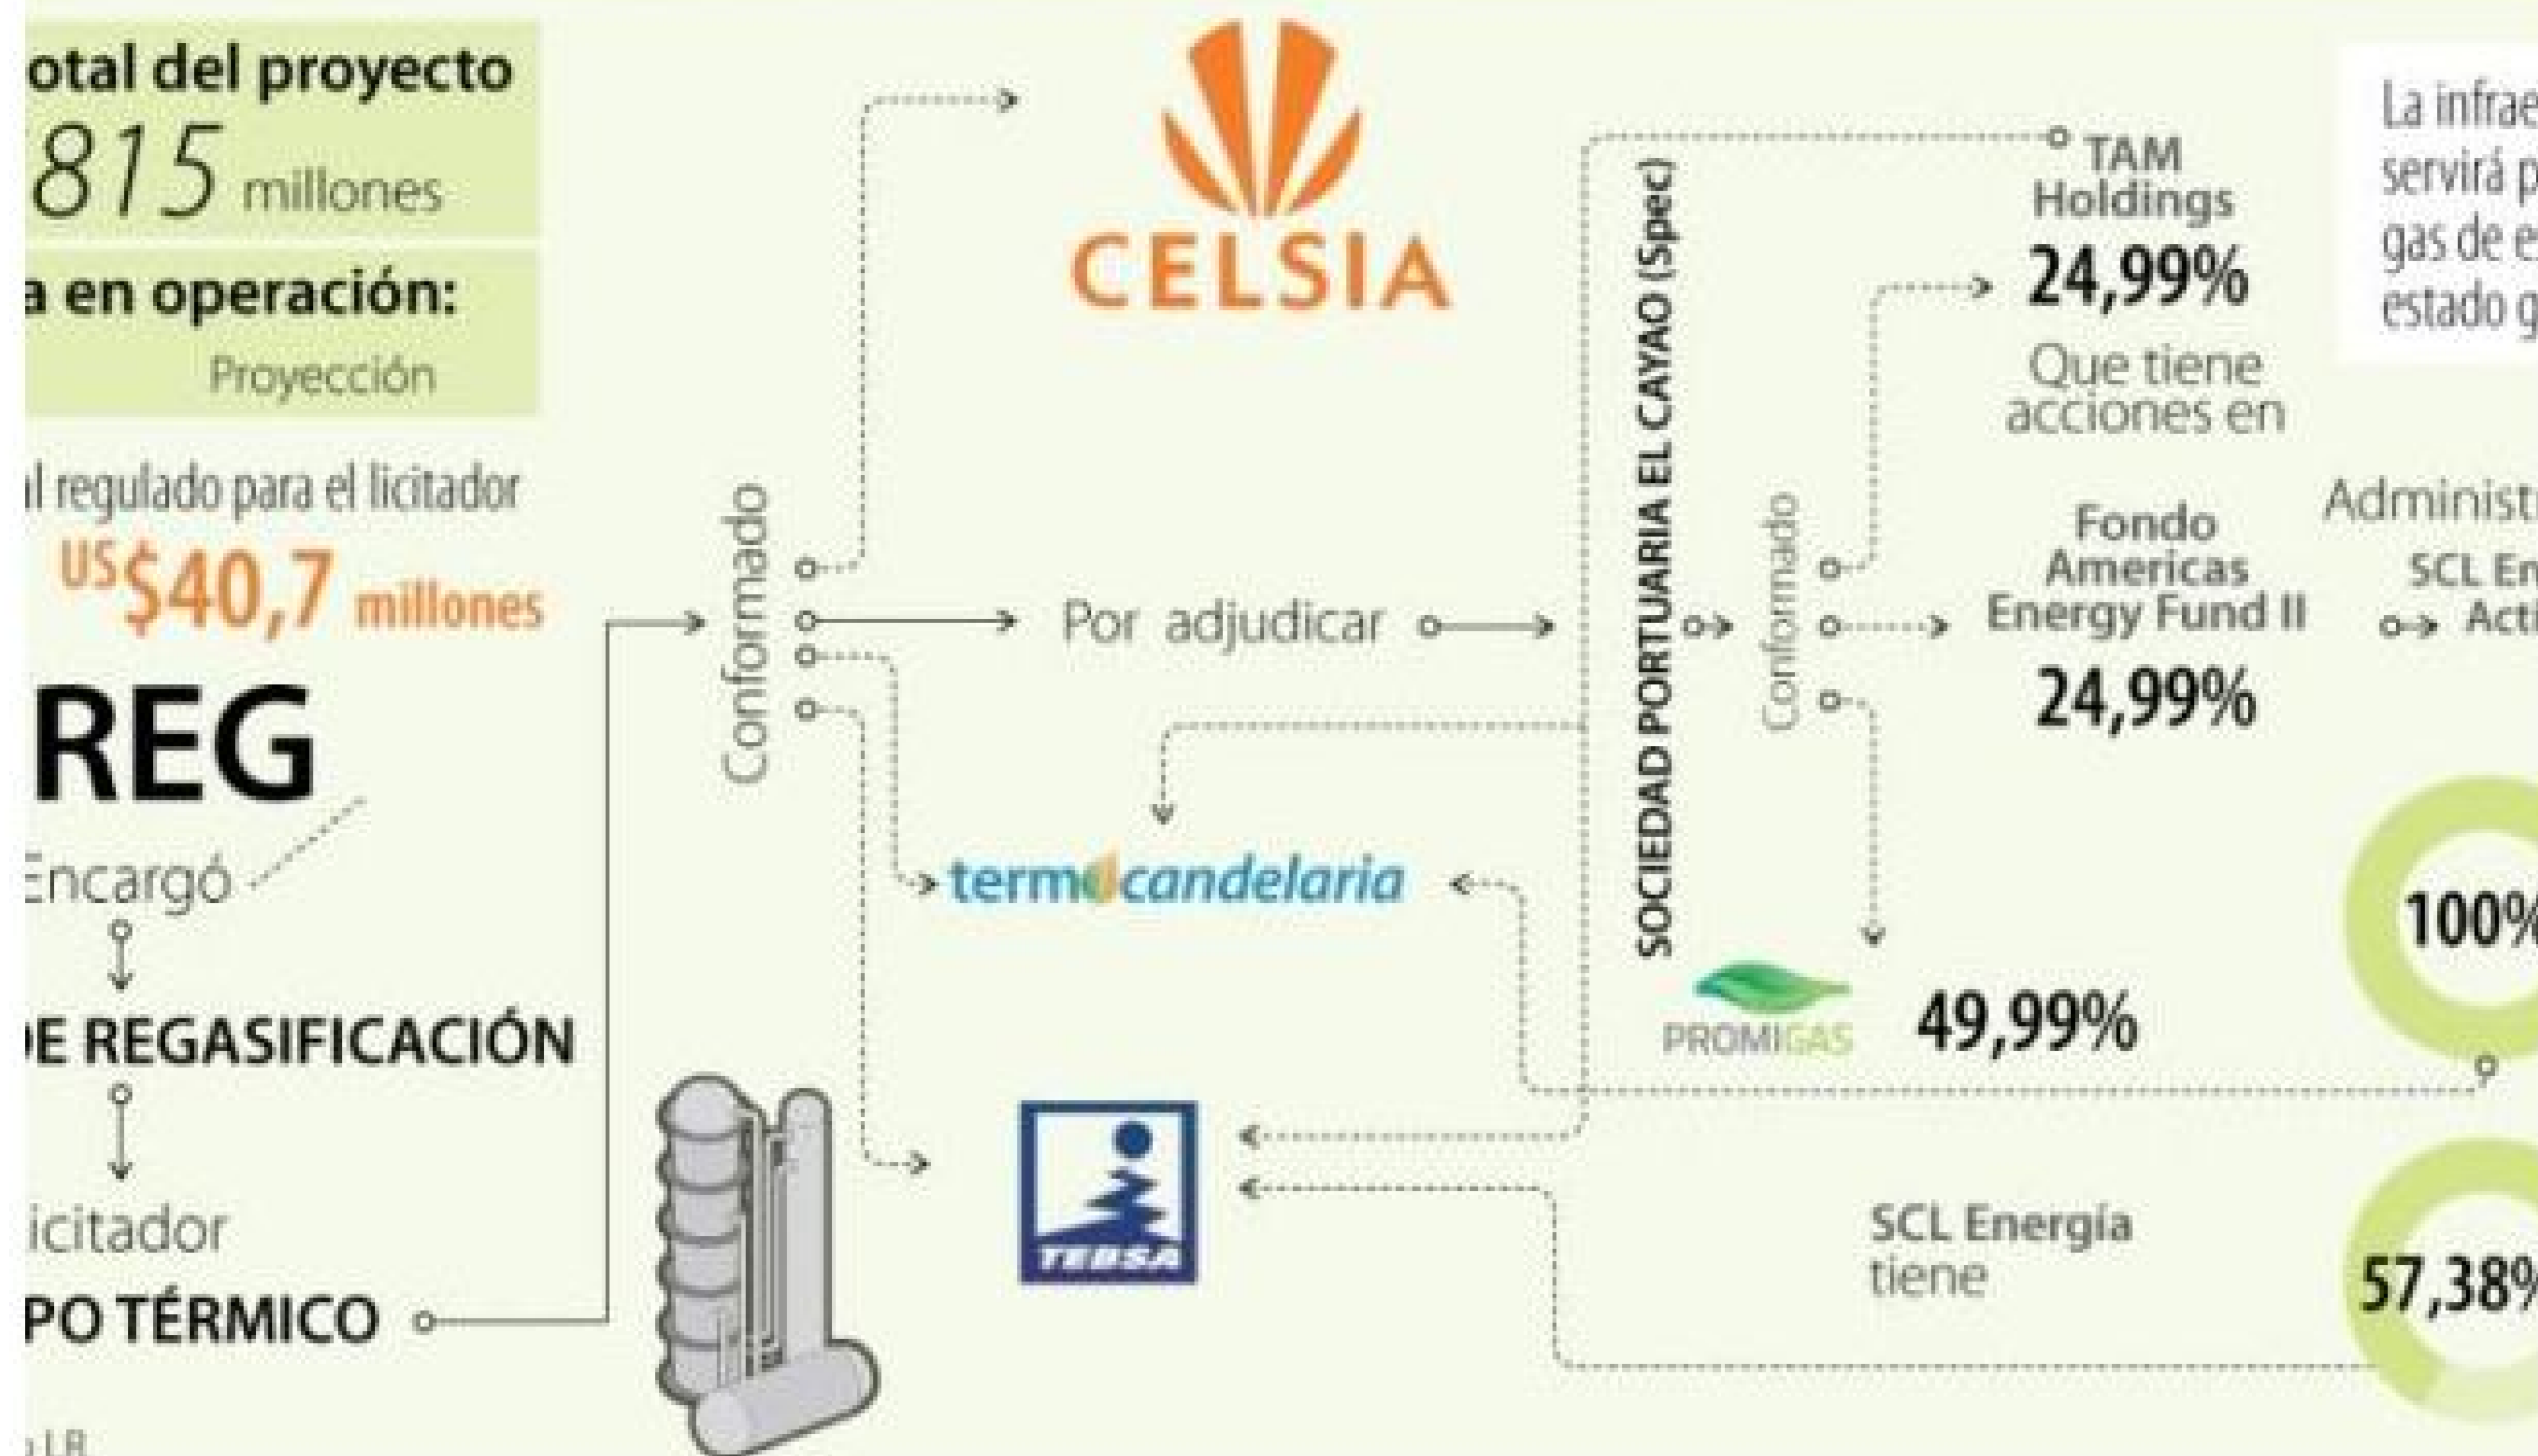 otal del proyecto
815 millones
a en operación:
Proyección
al regulado para el licitador
US$40,7 millones
REG
Encargó
DE REGASIFICACIÓN
icitador
PO TÉRMICO
LR
Conformado
CELSIA
Por adjudicar
termocandelaria
TEBSA
SOCIEDAD PORTUARIA EL CAYAO (Spec)
Conformado
TAM
Holdings
24,99%
Que tiene
acciones en
Fondo
Americas
Energy Fund II
24,99%
PROMIGAS 49,99%
SCL Energía
tiene
La infrae
servirá p
gas de e
estado g
Administ
SCL En
Acti
100%
57,38%